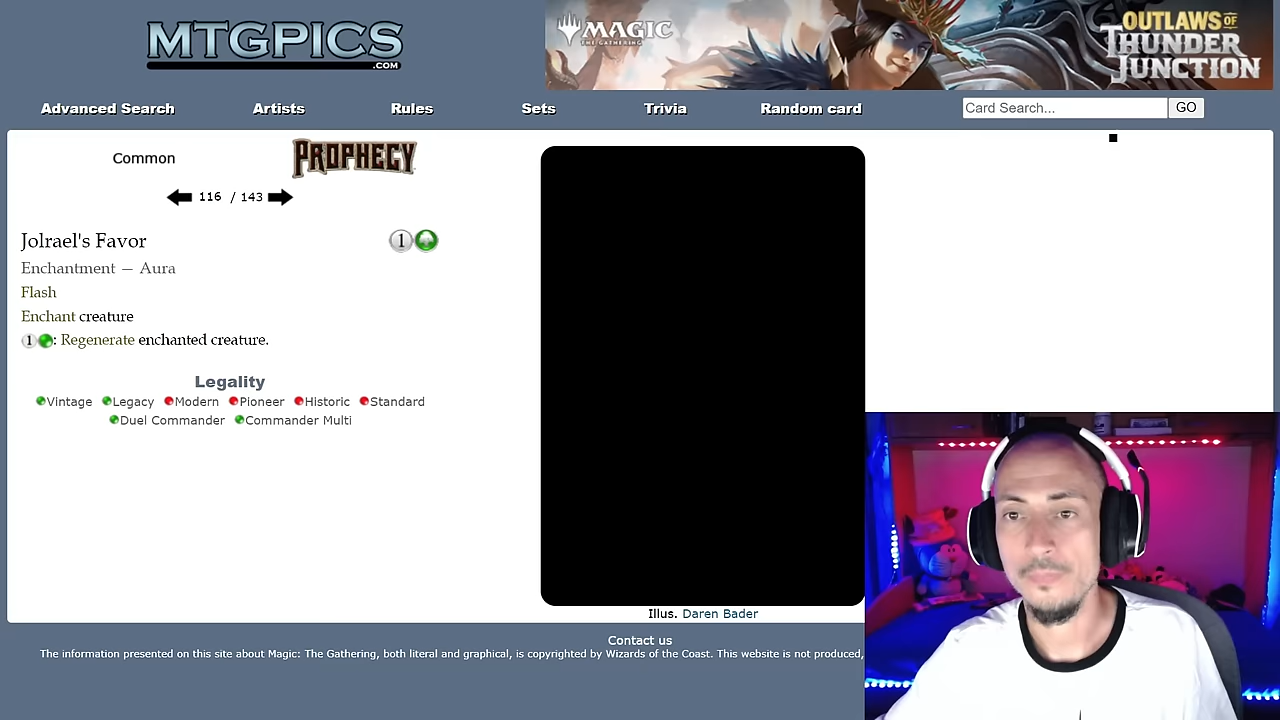 MTGPICS
.COM
MAGIC
THE GATHERING
OUTLAWS OF
THUNDER
JUNCTION
Advanced Search
Artists
Rules
Sets
Trivia
Random card
Card Search...
GO
Common
PROPHECY
116 / 143
Jolrael's Favor
1
Enchantment — Aura
Flash
Enchant creature
1 : Regenerate enchanted creature.
Legality
Vintage Legacy Modern Pioneer Historic Standard
Duel Commander Commander Multi
Illus. Daren Bader
Contact us
The information presented on this site about Magic: The Gathering, both literal and graphical, is copyrighted by Wizards of the Coast. This website is not produced,